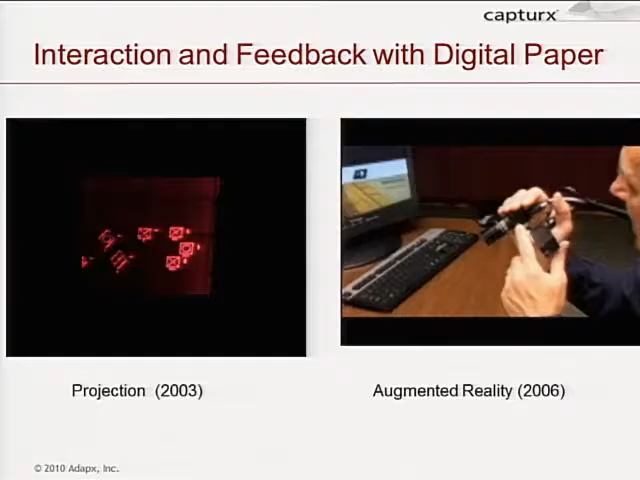 capturx
Interaction and Feedback with Digital Paper
Projection (2003)
Augmented Reality (2006)
© 2010 Adapx, Inc.